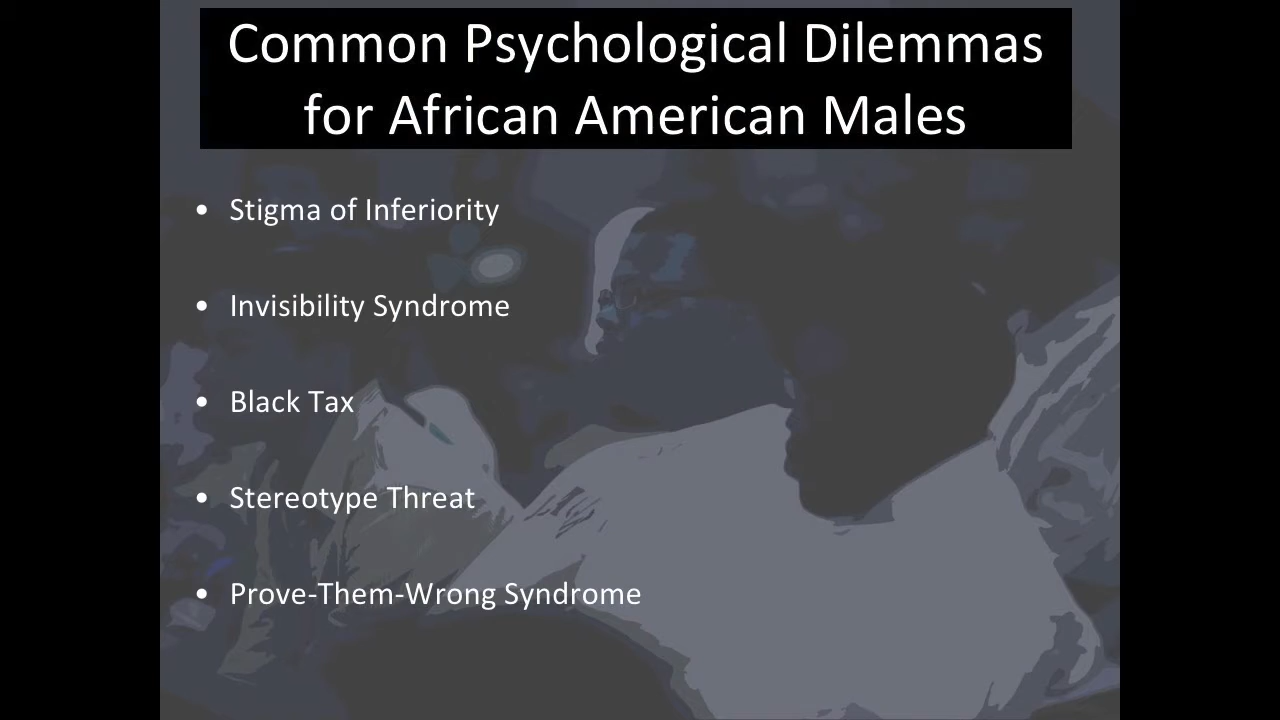 Common Psychological Dilemmas
for African American Males
• Stigma of Inferiority
• Invisibility Syndrome
• Black Tax
• Stereotype Threat
• Prove-Them-Wrong Syndrome